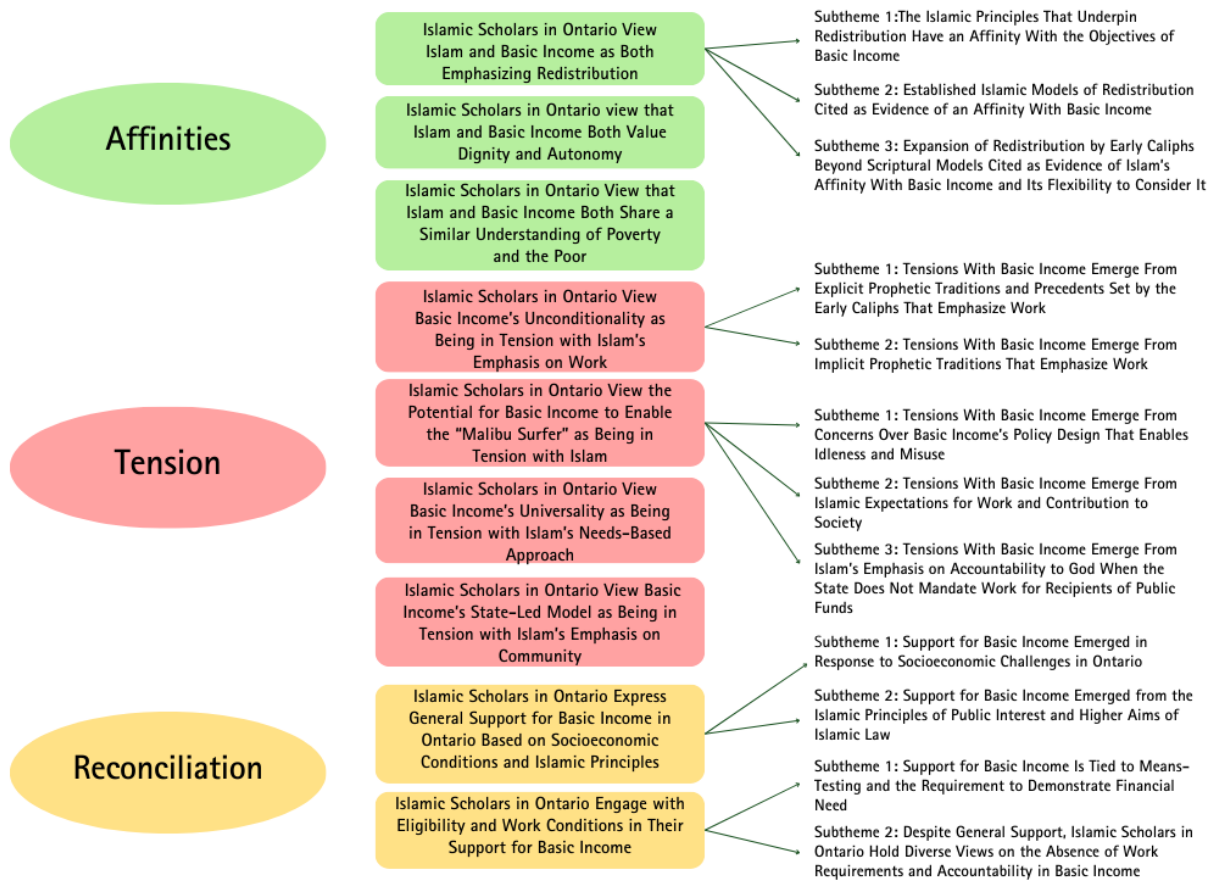 Affinities
Islamic Scholars in Ontario View
Islam and Basic Income as Both
Emphasizing Redistribution
Subtheme 1:The Islamic Principles That Underpin
Redistribution Have an Affinity With the Objectives of
Basic Income
Subtheme 2: Established Islamic Models of Redistribution
Cited as Evidence of an Affinity With Basic Income
Subtheme 3: Expansion of Redistribution by Early Caliphs
Beyond Scriptural Models Cited as Evidence of Islam's
Affinity With Basic Income and Its Flexibility to Consider It
Islamic Scholars in Ontario view that
Islam and Basic Income Both Value
Dignity and Autonomy
Islamic Scholars in Ontario View that
Islam and Basic Income Both Share a
Similar Understanding of Poverty
and the Poor
Tension
Islamic Scholars in Ontario View
Basic Income's Unconditionality as
Being in Tension with Islam's
Emphasis on Work
Subtheme 1: Tensions With Basic Income Emerge From
Explicit Prophetic Traditions and Precedents Set by the
Early Caliphs That Emphasize Work
Subtheme 2: Tensions With Basic Income Emerge From
Implicit Prophetic Traditions That Emphasize Work
Islamic Scholars in Ontario View the
Potential for Basic Income to Enable
the "Malibu Surfer" as Being in
Tension with Islam
Subtheme 1: Tensions With Basic Income Emerge From
Concerns Over Basic Income's Policy Design That Enables
Idleness and Misuse
Subtheme 2: Tensions With Basic Income Emerge From
Islamic Expectations for Work and Contribution to
Society
Subtheme 3: Tensions With Basic Income Emerge From
Islam's Emphasis on Accountability to God When the
State Does Not Mandate Work for Recipients of Public
Funds
Islamic Scholars in Ontario View
Basic Income's Universality as Being
in Tension with Islam's Needs-Based
Approach
Islamic Scholars in Ontario View Basic
Income's State-Led Model as Being in
Tension with Islam's Emphasis on
Community
Reconciliation
Islamic Scholars in Ontario Express
General Support for Basic Income in
Ontario Based on Socioeconomic
Conditions and Islamic Principles
Subtheme 1: Support for Basic Income Emerged in
Response to Socioeconomic Challenges in Ontario
Subtheme 2: Support for Basic Income Emerged from the
Islamic Principles of Public Interest and Higher Aims of
Islamic Law
Islamic Scholars in Ontario Engage with
Eligibility and Work Conditions in Their
Support for Basic Income
Subtheme 1: Support for Basic Income Is Tied to Means-
Testing and the Requirement to Demonstrate Financial
Need
Subtheme 2: Despite General Support, Islamic Scholars in
Ontario Hold Diverse Views on the Absence of Work
Requirements and Accountability in Basic Income